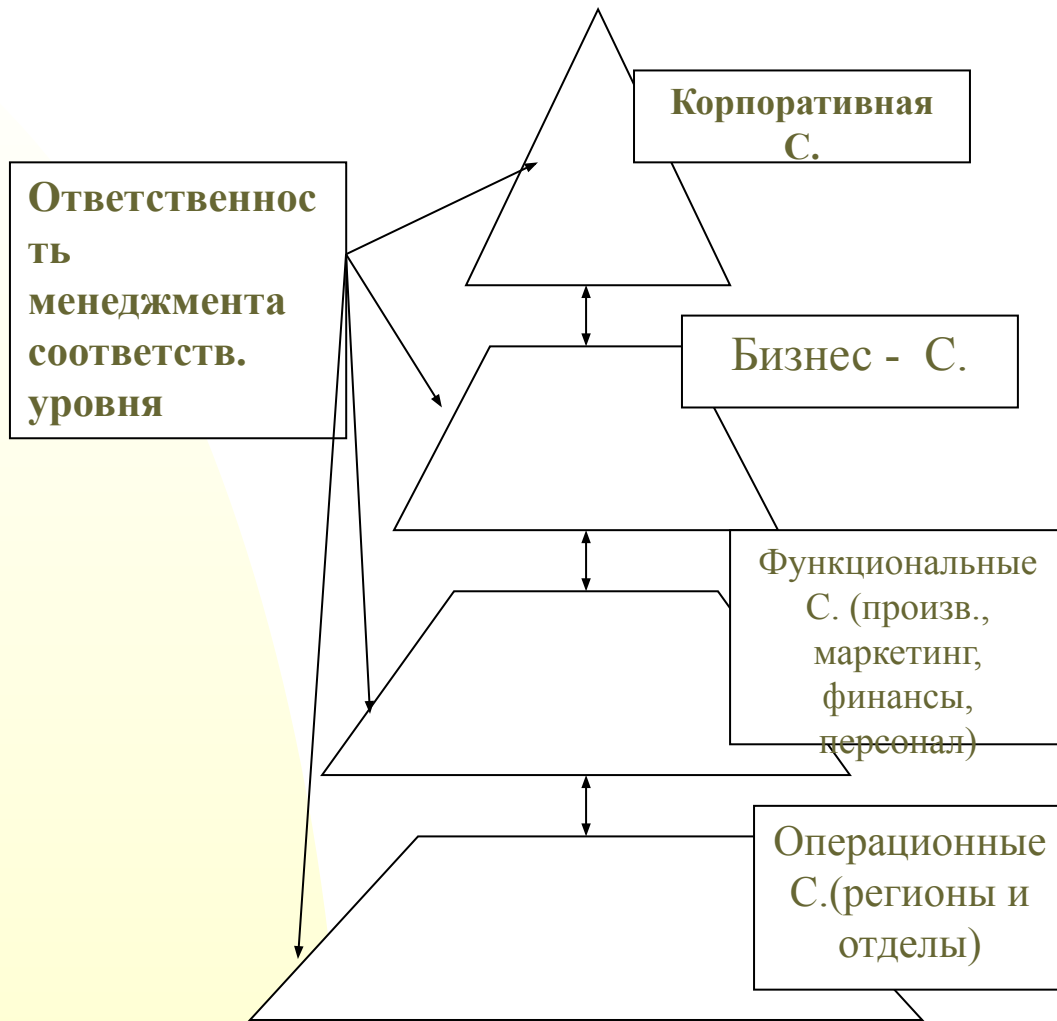 Корпоративная
С.
Ответственнос
ть
менеджмента
соответств.
уровня
Бизнес - С.
Функциональные
С. (произв.,
маркетинг,
финансы,
персонал)
Операционные
С.(регионы и
отделы)